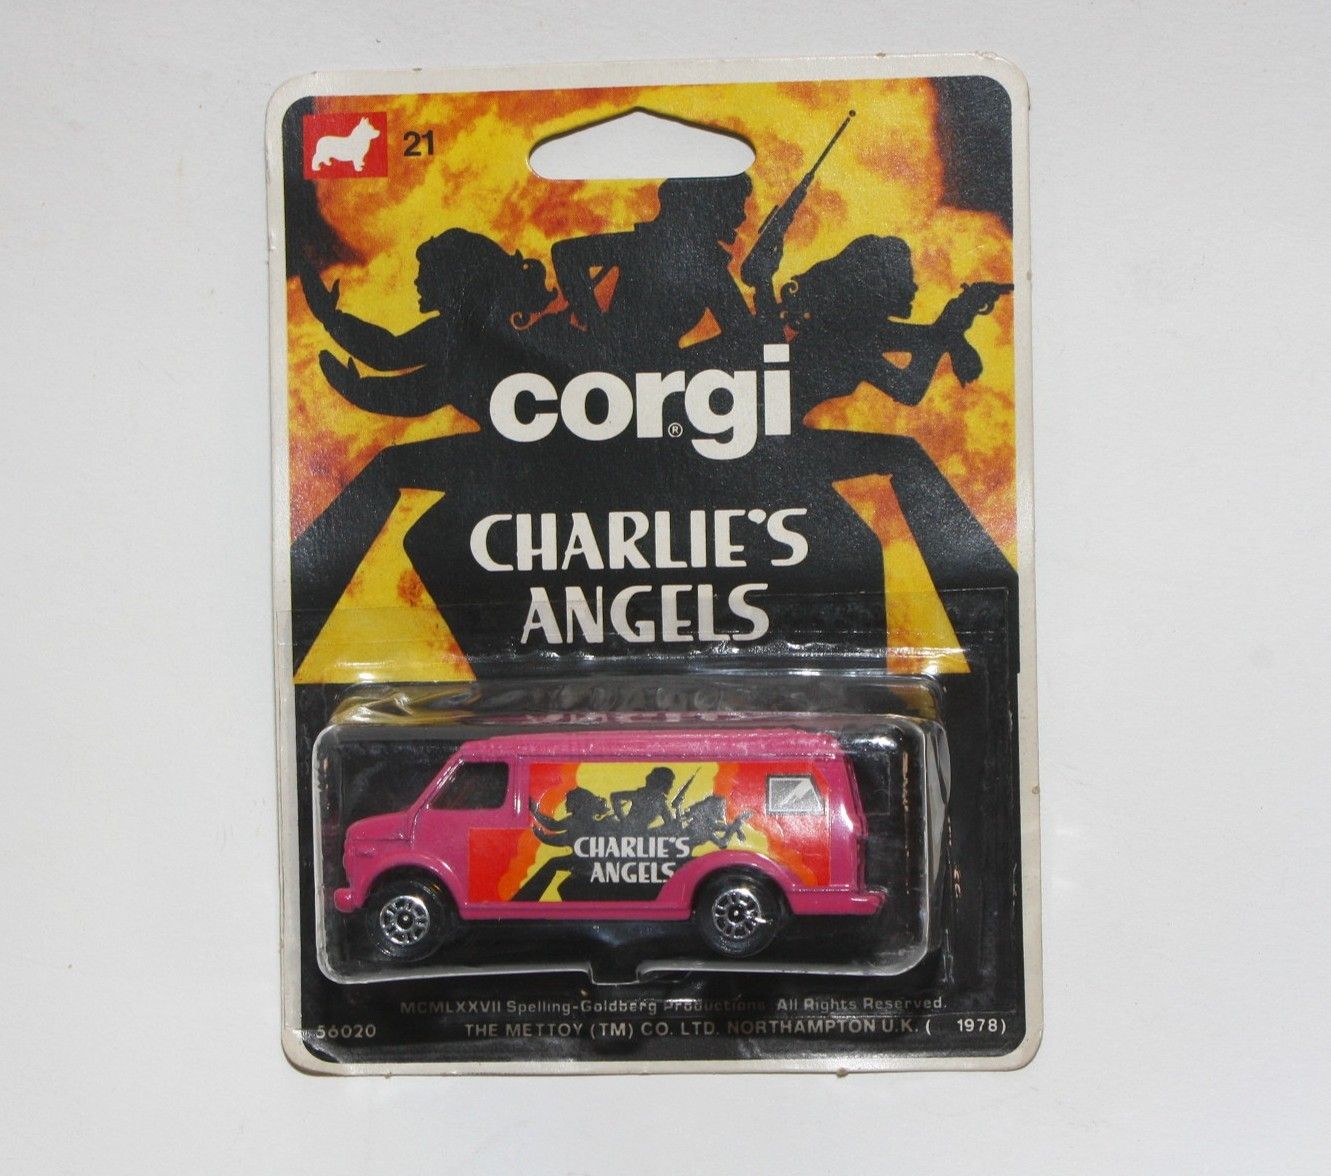 21
corgi®
CHARLIE'S
ANGELS
CHARLIE'S
ANGELS
MCMLXXVII Spelling-Goldberg Productions All Rights Reserved.
56020 THE METTOY (TM) CO. LTD. NORTHAMPTON U.K. ( 1978)